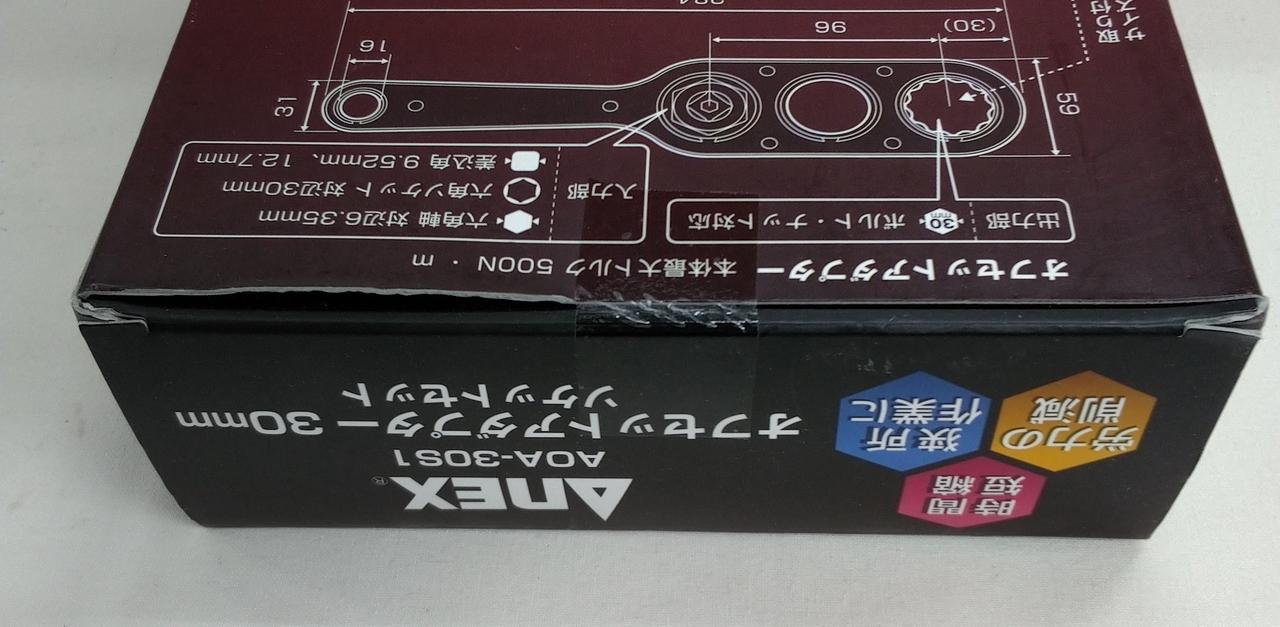 時間
短縮
労力の
削減
狭所
作業に
ANEX®
AOA-30S1
オフセットアダプター 30mm
ソケットセット
オフセットアダプター 本体最大トルク 500N・m
出力部 30mm ボルト・ナット対応
入力部
六角軸 対辺6.35mm
六角ソケット 対辺30mm
差込角 9.52mm、12.7mm
59
31
16
(30)
96